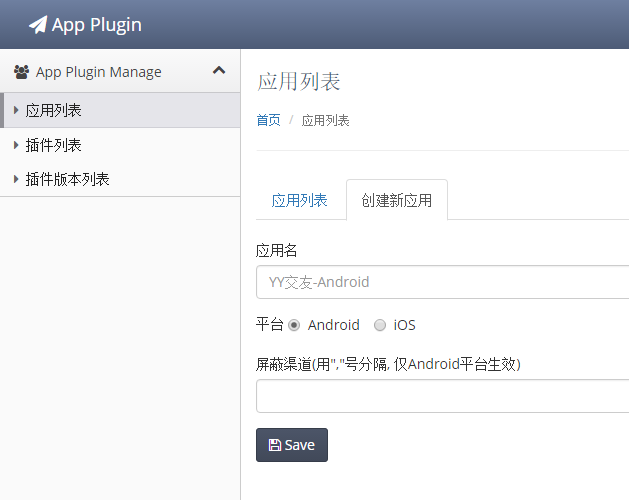 App Plugin
App Plugin Manage
应用列表
插件列表
插件版本列表
应用列表
首页 / 应用列表
应用列表 创建新应用
应用名
YY交友-Android
平台 Android iOS
屏蔽渠道(用","号分隔, 仅Android平台生效)
Save